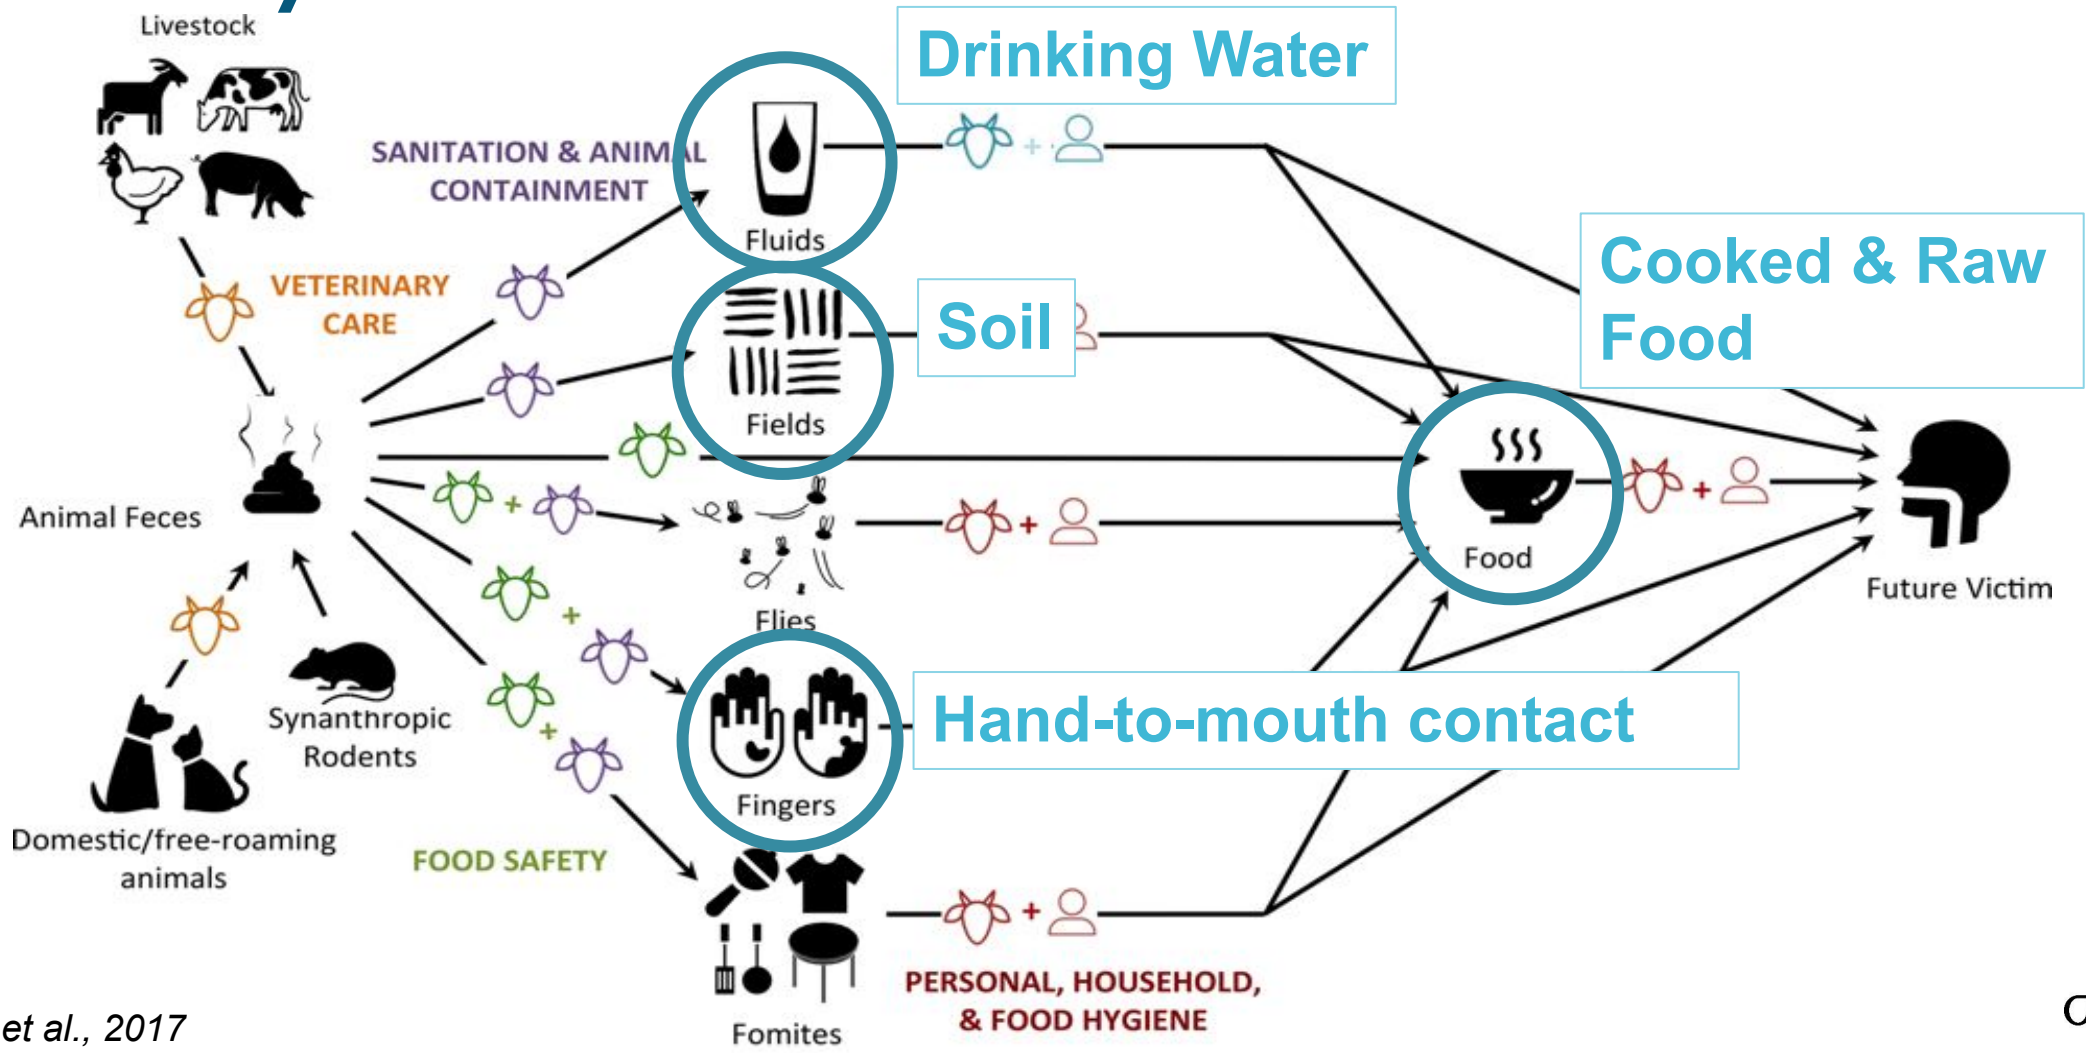 Livestock
Drinking Water
SANITATION & ANIMAL
CONTAINMENT
Fluids
VETERINARY
CARE
Cooked & Raw
Food
Soil
Fields
Animal Feces
Flies
Food
Future Victim
Synanthropic
Rodents
Hand-to-mouth contact
Fingers
Domestic/free-roaming
animals
FOOD SAFETY
PERSONAL, HOUSEHOLD,
& FOOD HYGIENE
Fomites
et al., 2017